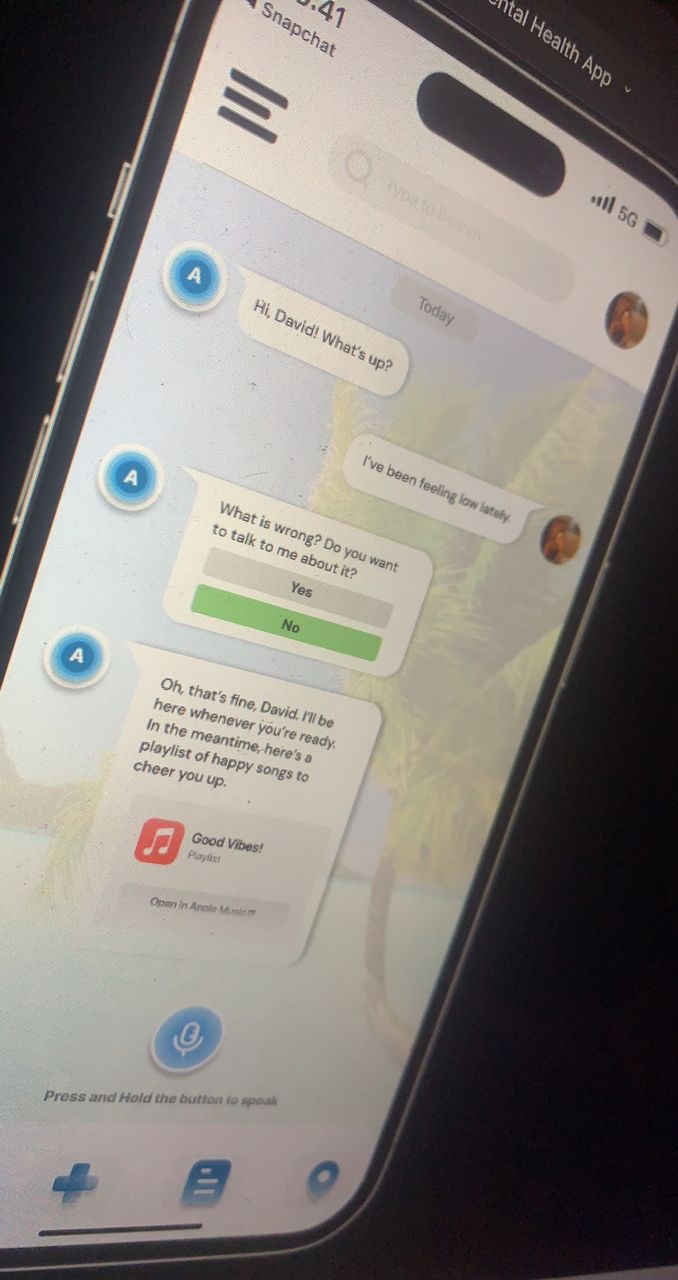 :41
Snapchat
ntal Health App
5G
Type to Search
Today
A
Hi, David! What's up?
I've been feeling low lately.
A
What is wrong? Do you want
to talk to me about it?
Yes
No
A
Oh, that's fine, David. I'll be
here whenever you're ready.
In the meantime, here's a
playlist of happy songs to
cheer you up.
Good Vibes!
Playlist
Open in Apple Music
Press and Hold the button to speak